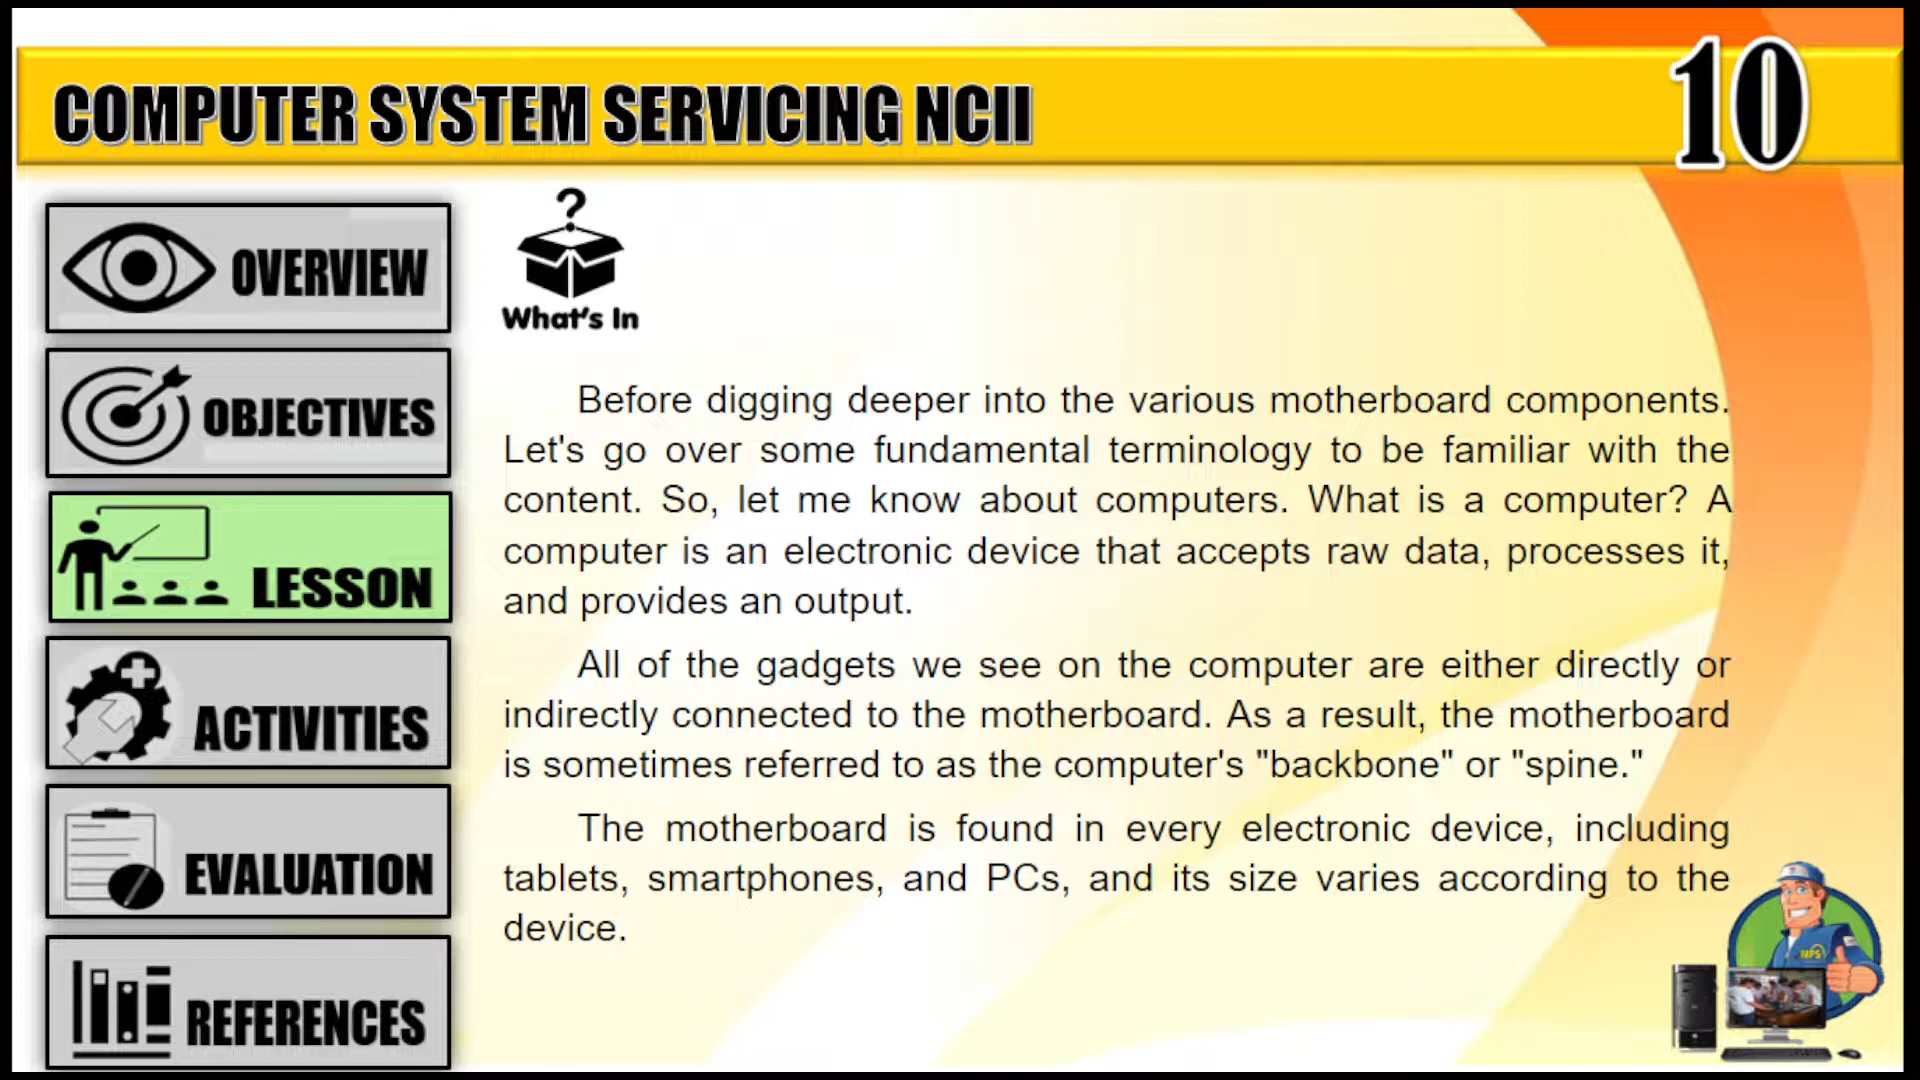 COMPUTER SYSTEM SERVICING NCII
10
OVERVIEW
OBJECTIVES
LESSON
ACTIVITIES
EVALUATION
REFERENCES
?
What's In
Before digging deeper into the various motherboard components.
Let's go over some fundamental terminology to be familiar with the
content. So, let me know about computers. What is a computer? A
computer is an electronic device that accepts raw data, processes it,
and provides an output.
All of the gadgets we see on the computer are either directly or
indirectly connected to the motherboard. As a result, the motherboard
is sometimes referred to as the computer's "backbone" or "spine."
The motherboard is found in every electronic device, including
tablets, smartphones, and PCs, and its size varies according to the
device.
MPS